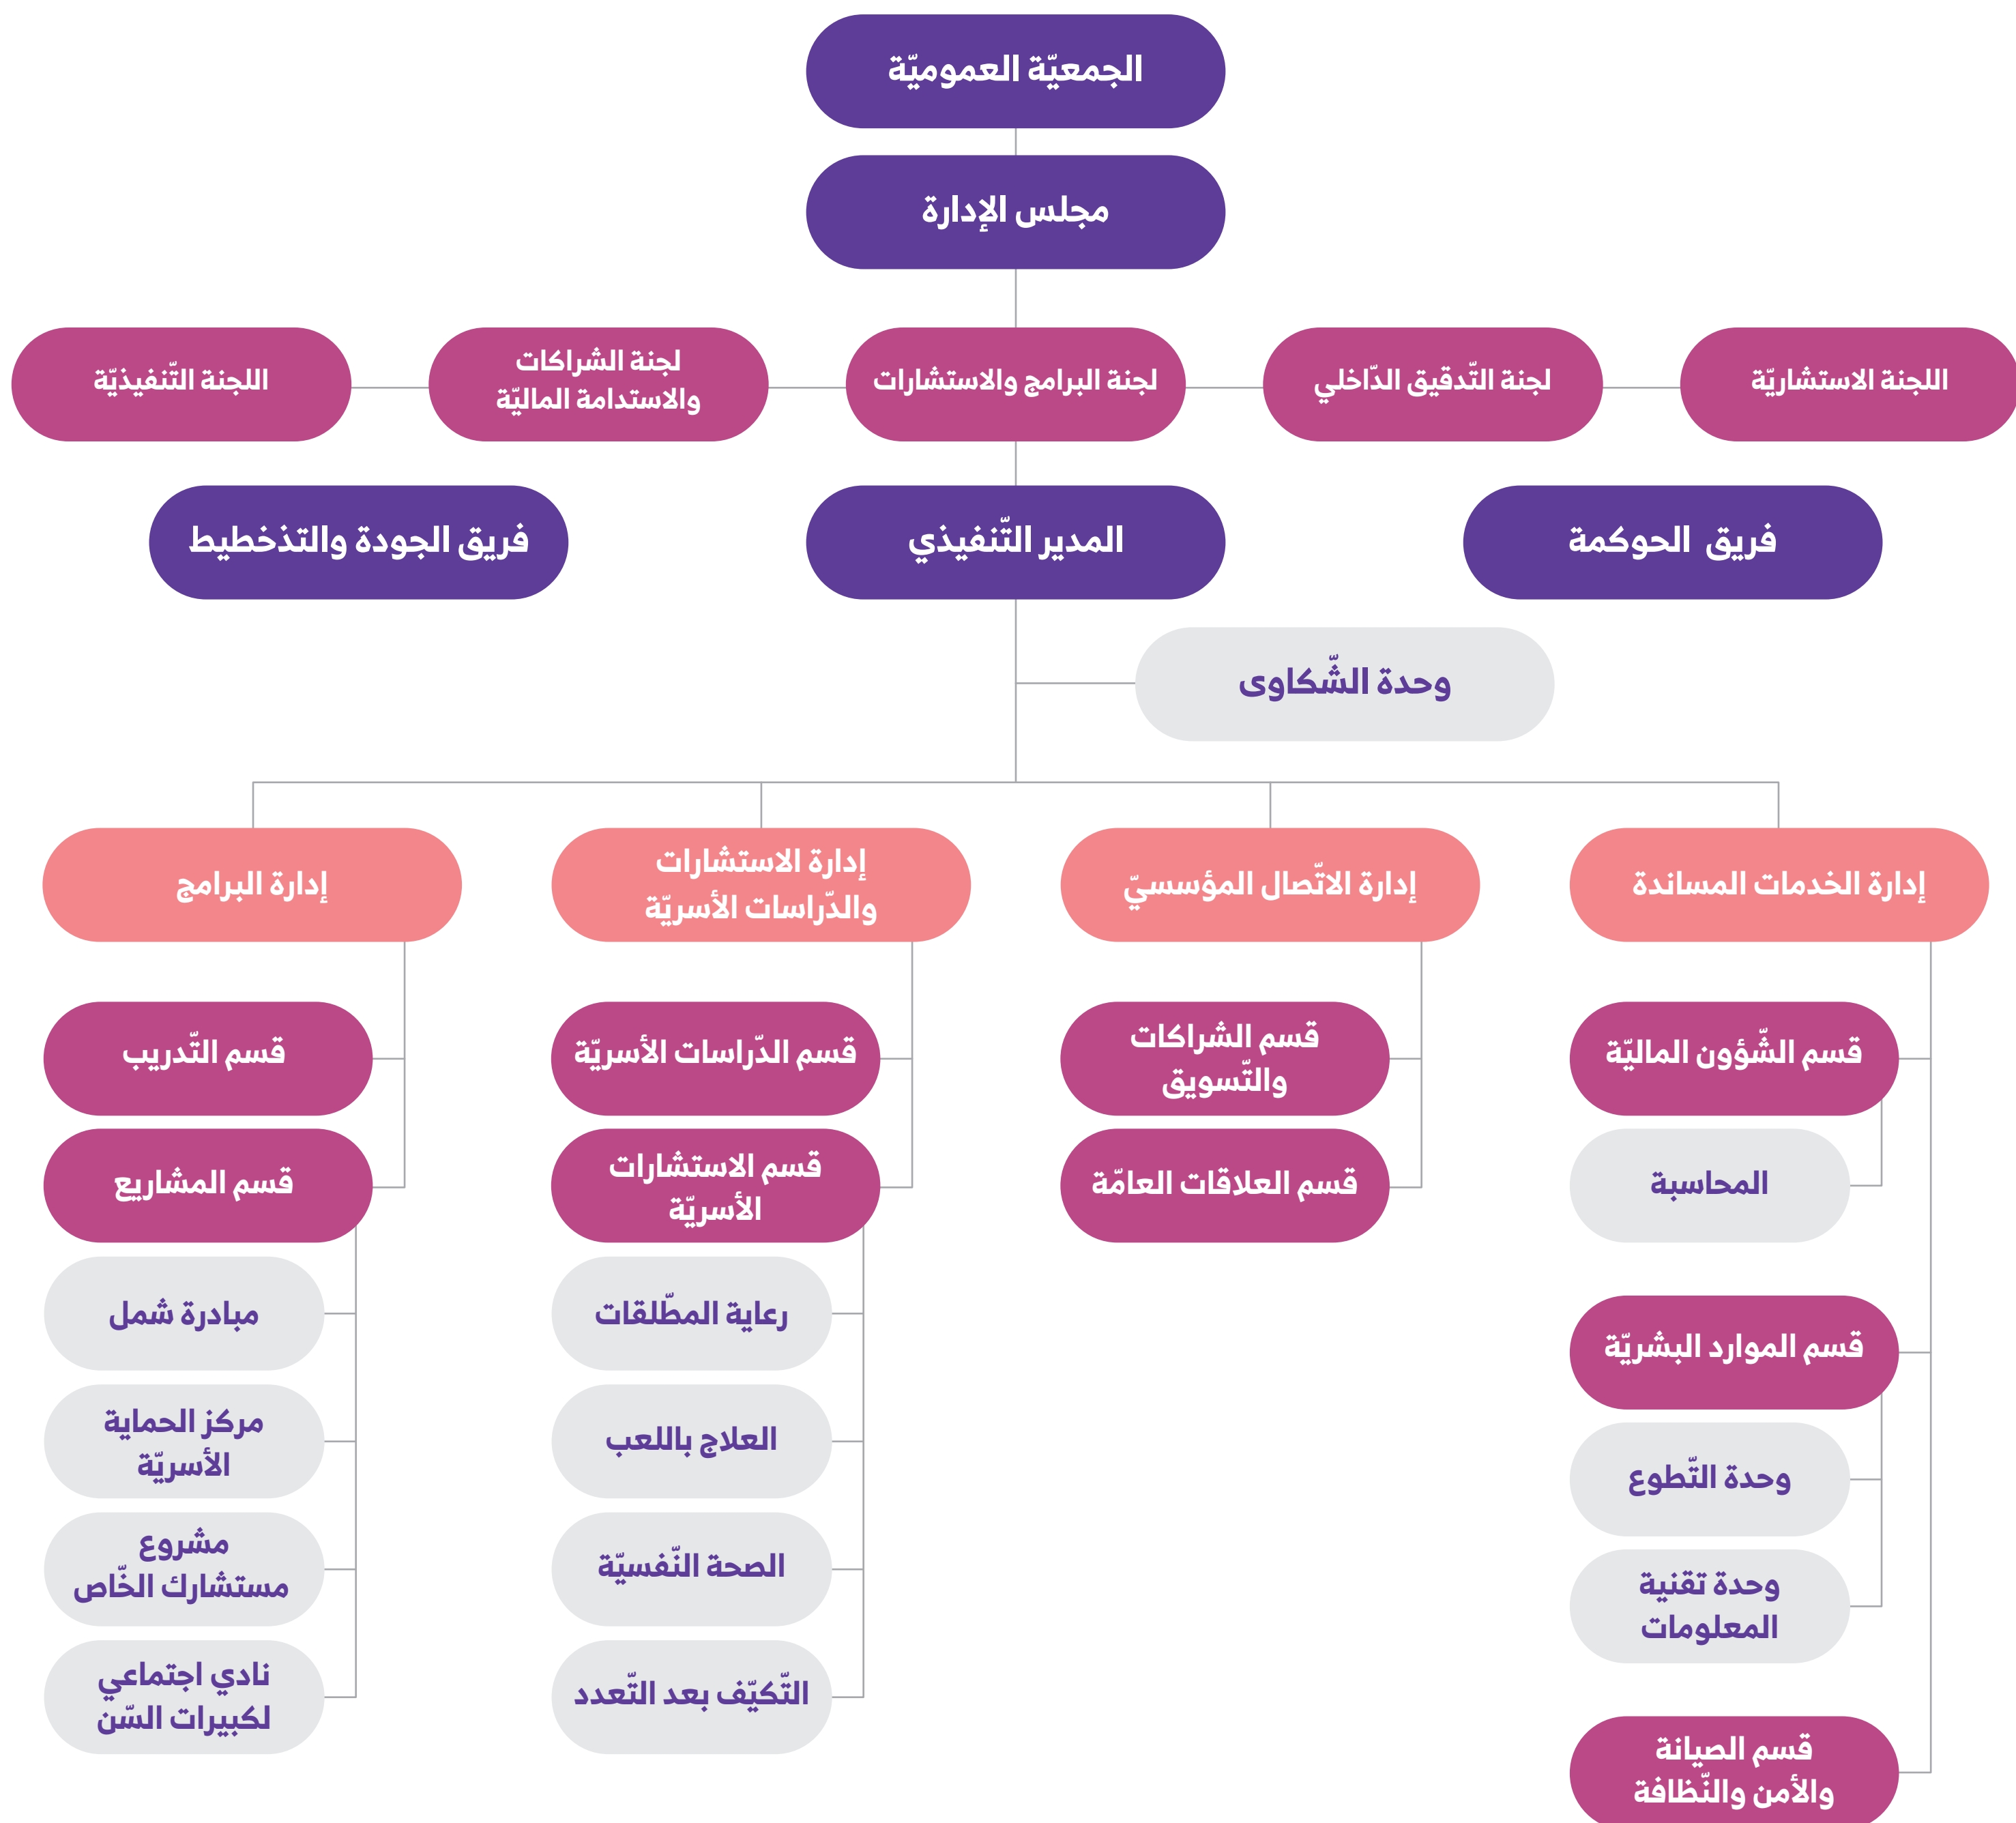 الجمعيّة العموميّة
مجلس الإدارة
اللجنة الاستشاريّة
لجنة التّدقيق الدّاخلي
لجنة البرامج والاستشارات
لجنة الشراكات
والاستدامة الماليّة
اللجنة التّنفيذيّة
فريق الحوكمة
المدير التّنفيذي
فريق الجودة والتذخطيط
وحدة الشّكاوى
إدارة الخدمات المساندة
إدارة الاتّصال المؤسسيّ
إدارة الاستشارات
والدّراسات الأسريّة
إدارة البرامج
قسم الشّؤون الماليّة
المحاسبة
قسم الموارد البشريّة
وحدة التّطوع
وحدة تقنية
المعلومات
قسم الصيانة
والأمن والنّظافة
قسم الشراكات
والتّسويق
قسم العلاقات العامّة
قسم الدّراسات الأسريّة
قسم الاستشارات
الأسريّة
رعاية المطّلقات
العلاج باللعب
الصحة النّفسيّة
التّكيّف بعد التّعدد
قسم التّدريب
قسم المشاريع
مبادرة شمل
مركز الحماية
الأسريّة
مشروع
مستشارك الخّاص
نادي اجتماعي
لكبيرات السّن